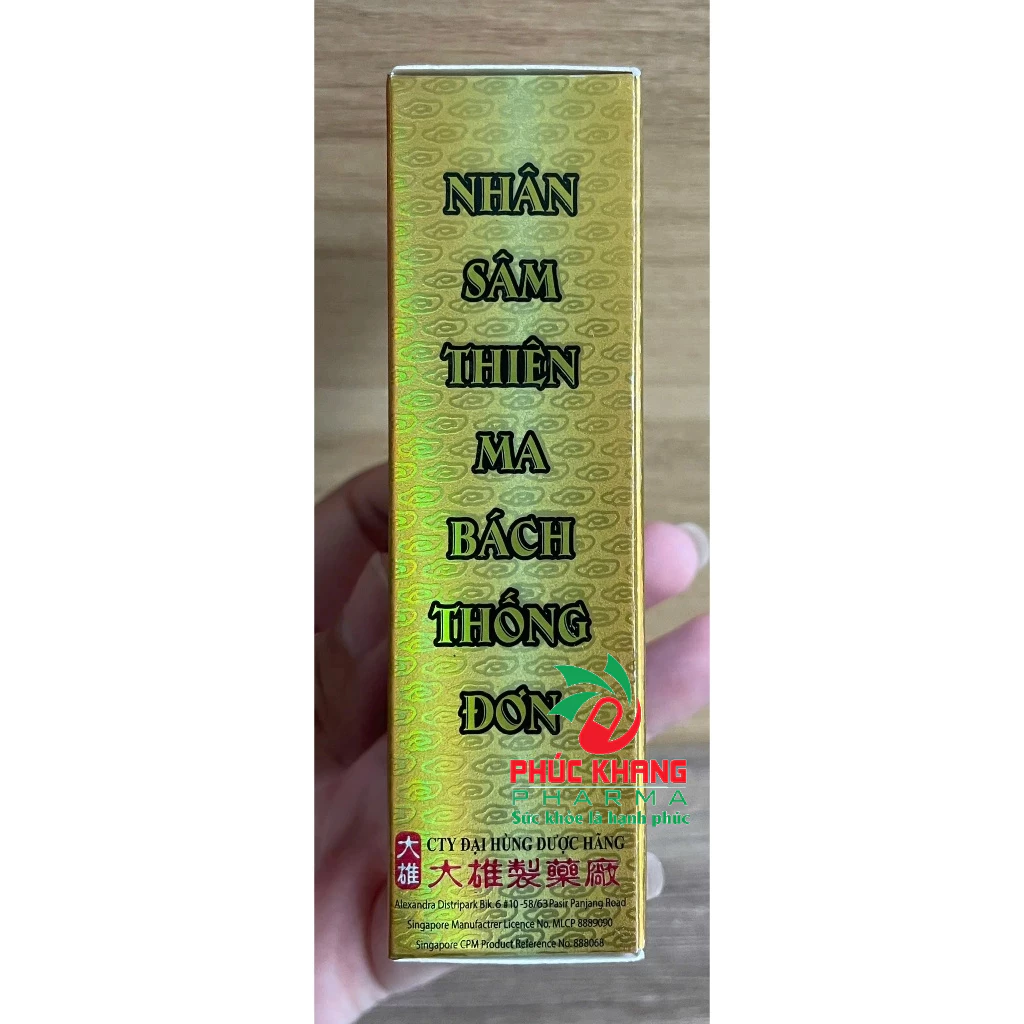 NHÂN
SÂM
THIÊN
MA
BÁCH
THỐNG
ĐƠN
PHÚC KHANG
PHARMA
Sức khỏe là hạnh phúc
大雄
CTY ĐẠI HÙNG DƯỢC HÃNG
大雄製藥廠
Alexandra Distripark Blk. 6 #10-58/63 Pasir Panjang Road
Singapore Manufactrer Licence No. MLCP 8889090
Singapore CPM Product Reference No. 888068